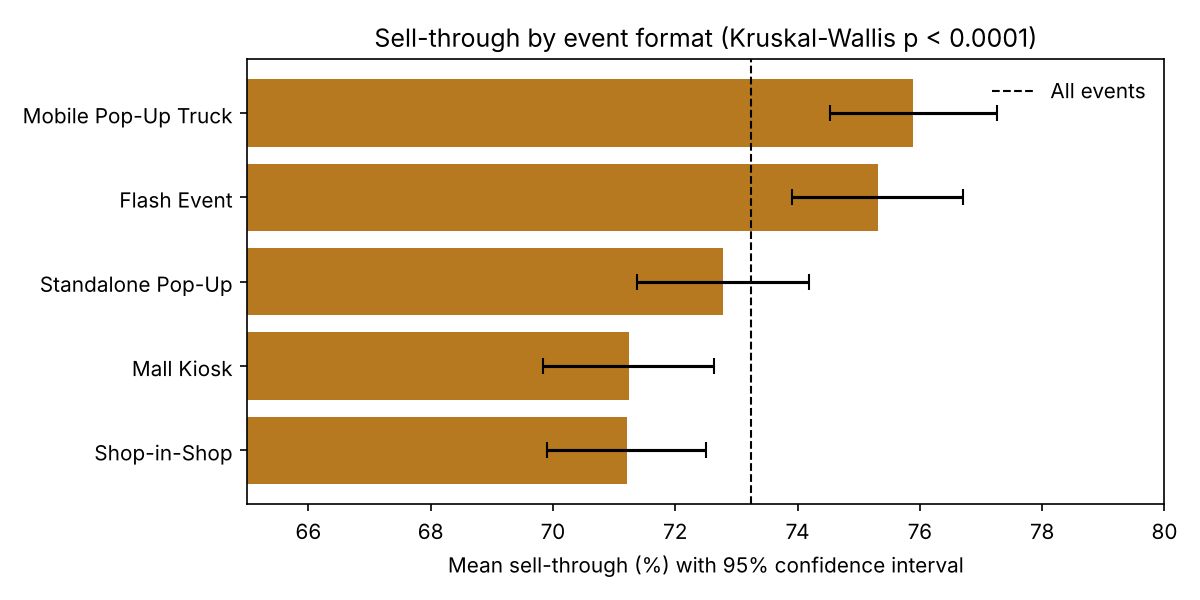 Sell-through by event format (Kruskal-Wallis p < 0.0001)
All events
Mobile Pop-Up Truck
Flash Event
Standalone Pop-Up
Mall Kiosk
Shop-in-Shop
66 68 70 72 74 76 78 80
Mean sell-through (%) with 95% confidence interval